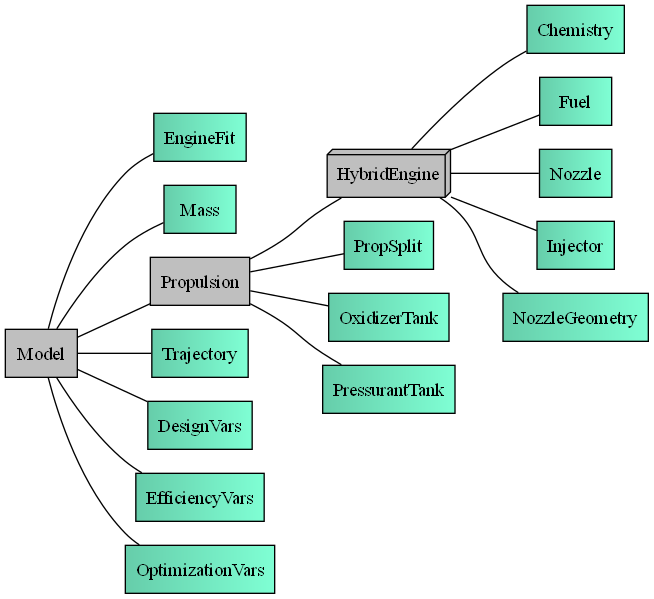 Chemistry
Fuel
EngineFit
HybridEngine
Nozzle
Mass
PropSplit
Injector
Propulsion
OxidizerTank
NozzleGeometry
Model
Trajectory
PressurantTank
DesignVars
EfficiencyVars
OptimizationVars